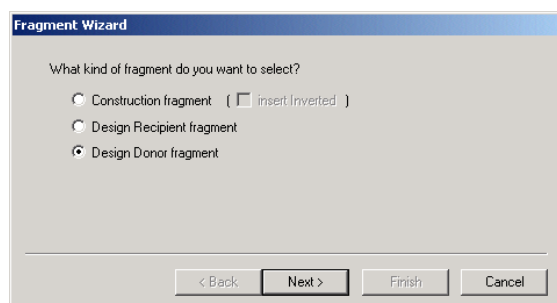 Fragment Wizard
What kind of fragment do you want to select?
Construction fragment ( insert Inverted )
Design Recipient fragment
Design Donor fragment
< Back Next > Finish Cancel